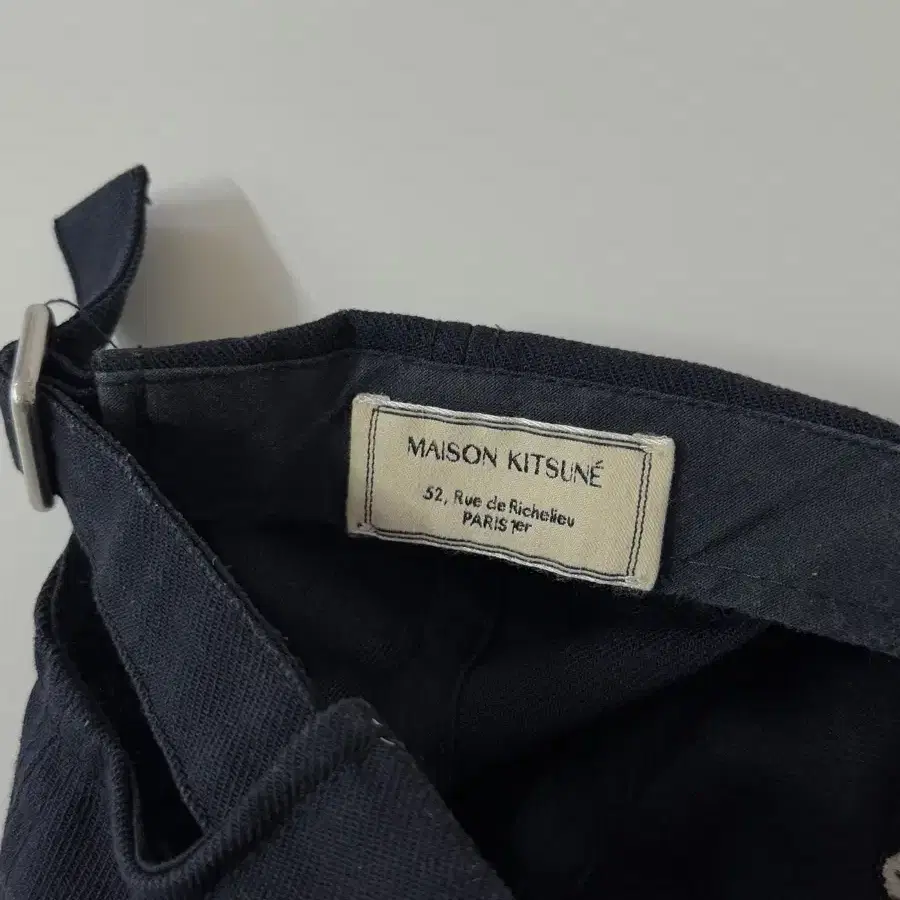 MAISON KITSUNÉ
52, Rue de Richelieu
PARIS 1er